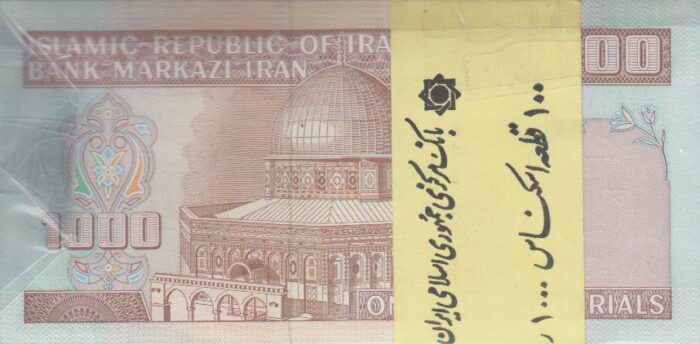 ISLAMIC REPUBLIC OF IRA
BANK MARKAZI IRAN
00
1000
ON
RIALS
بانک مرکزی جمهوری اسلامی ایران
۱۰۰ قطعه اسکناس ۱۰۰۰ ر